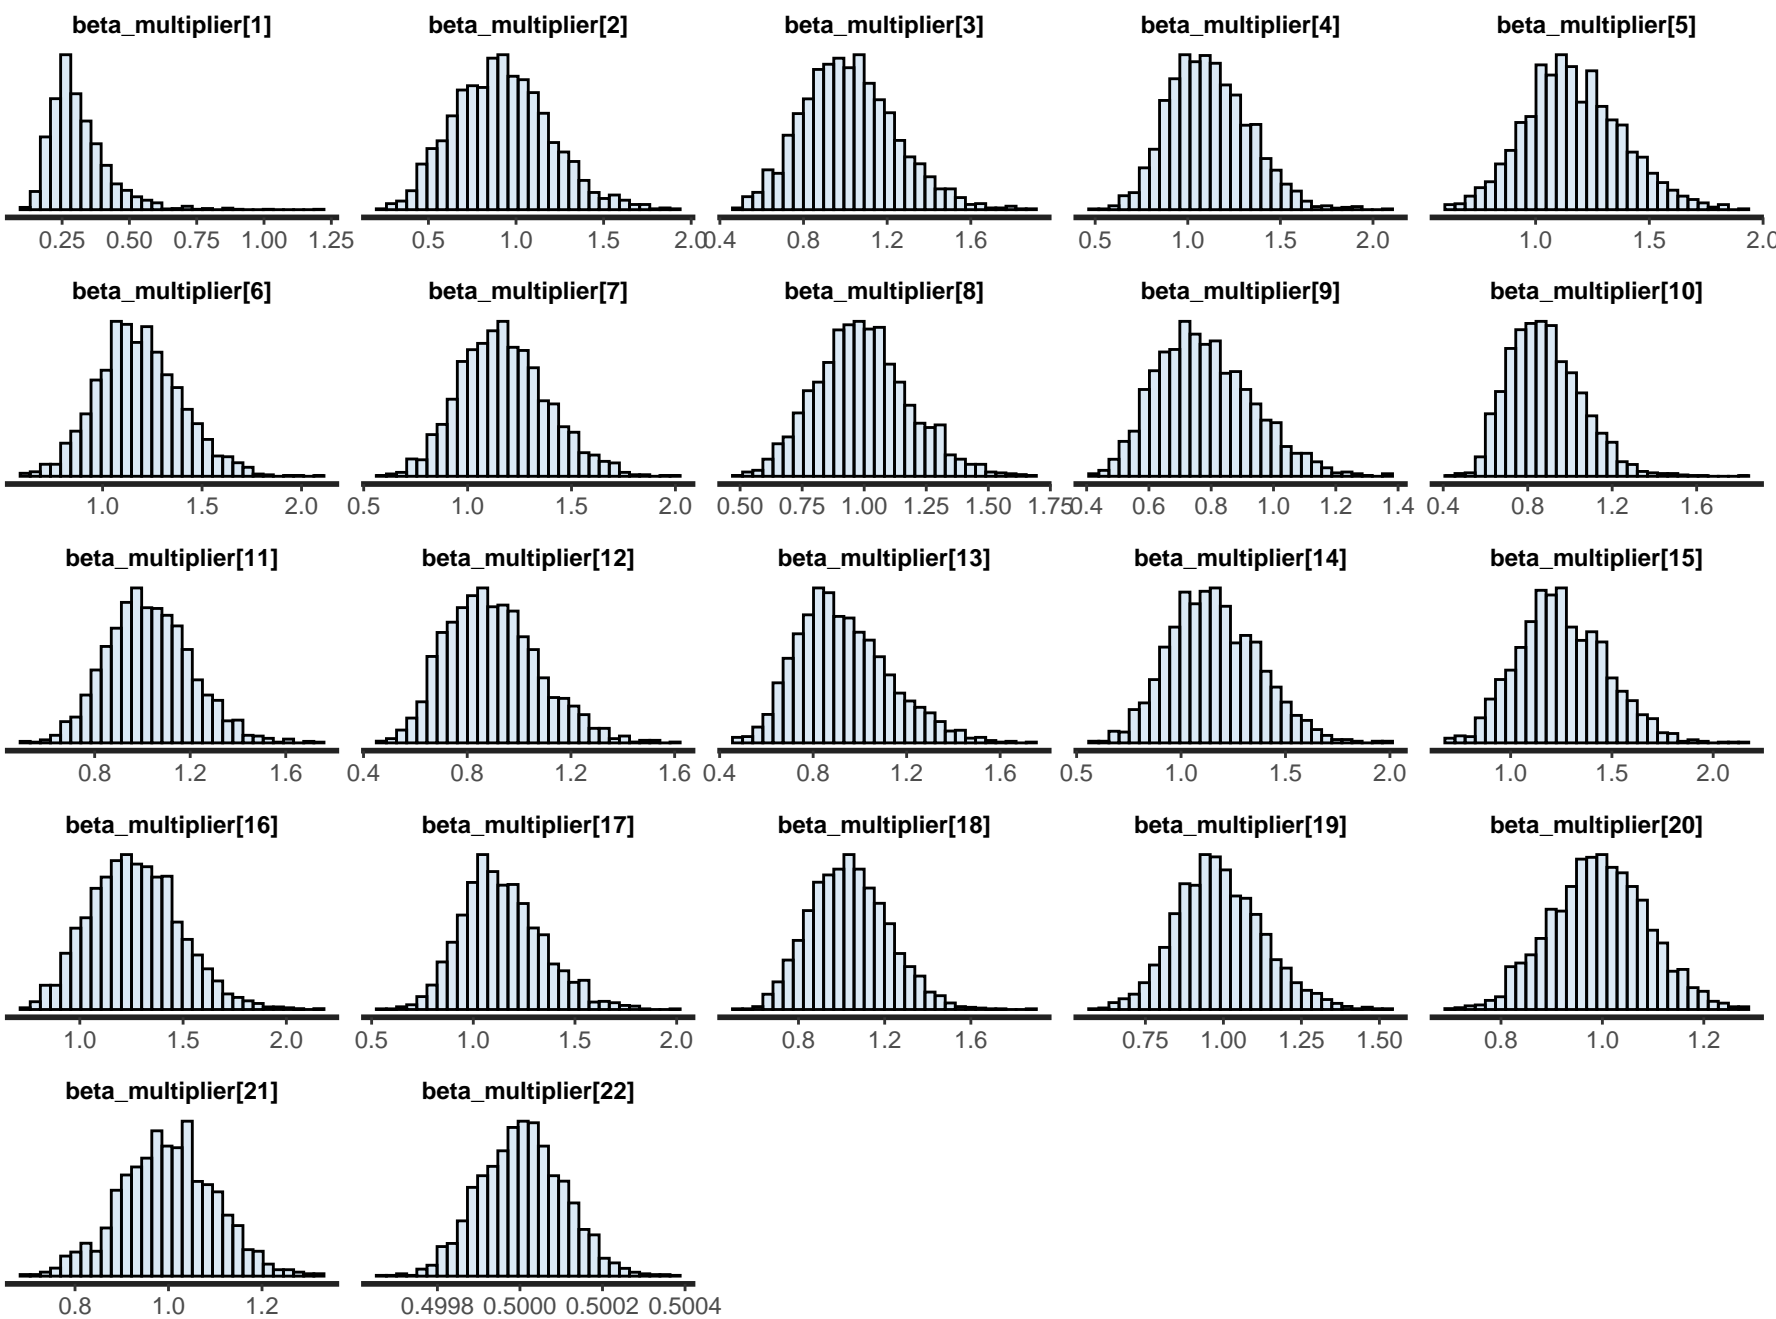 beta_multiplier[1] beta_multiplier[2] beta_multiplier[3] beta_multiplier[4] beta_multiplier[5]
0.25 0.50 0.75 1.00 1.25 0.5 1.0 1.5 2.0 0.4 0.8 1.2 1.6 0.5 1.0 1.5 2.0 1.0 1.5 2.0
beta_multiplier[6] beta_multiplier[7] beta_multiplier[8] beta_multiplier[9] beta_multiplier[10]
1.0 1.5 2.0 0.5 1.0 1.5 2.0 0.50 0.75 1.00 1.25 1.50 1.75 0.4 0.6 0.8 1.0 1.2 1.4 0.4 0.8 1.2 1.6
beta_multiplier[11] beta_multiplier[12] beta_multiplier[13] beta_multiplier[14] beta_multiplier[15]
0.8 1.2 1.6 0.4 0.8 1.2 1.6 0.4 0.8 1.2 1.6 0.5 1.0 1.5 2.0 1.0 1.5 2.0
beta_multiplier[16] beta_multiplier[17] beta_multiplier[18] beta_multiplier[19] beta_multiplier[20]
1.0 1.5 2.0 0.5 1.0 1.5 2.0 0.8 1.2 1.6 0.75 1.00 1.25 1.50 0.8 1.0 1.2
beta_multiplier[21] beta_multiplier[22]
0.8 1.0 1.2 0.4998 0.5000 0.5002 0.5004